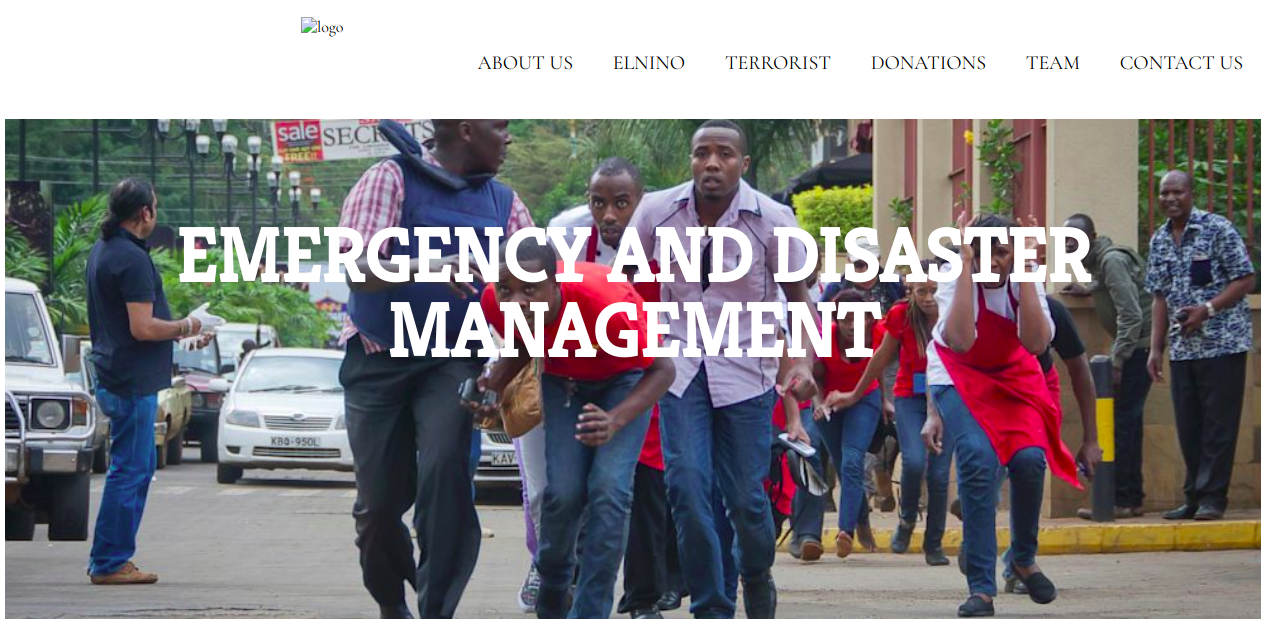 logo
ABOUT US ELNINO TERRORIST DONATIONS TEAM CONTACT US
sale
SECRETS
FREE!!
EMERGENCY AND DISASTER
MANAGEMENT
KBQ-950L
KAV